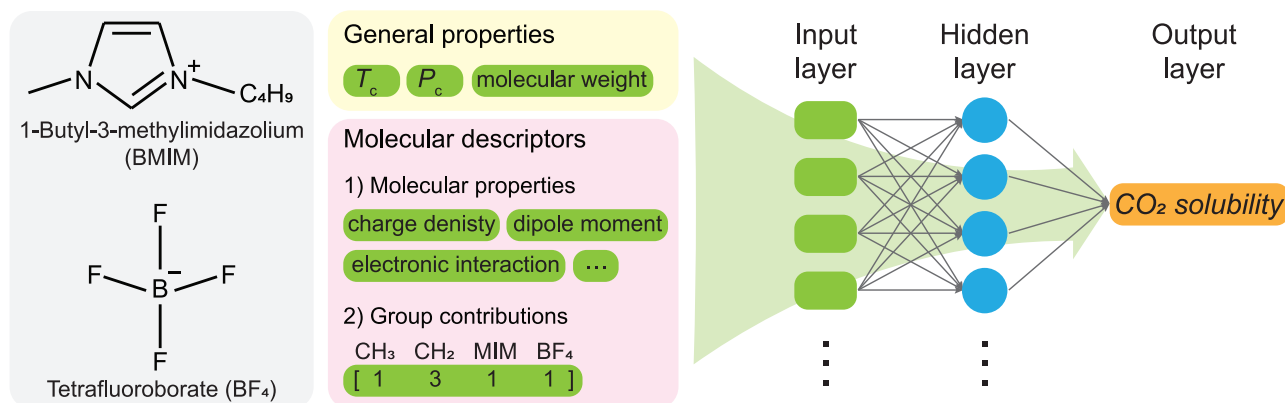 N
N+
C₄H₉
1-Butyl-3-methylimidazolium
(BMIM)
F
F
B−
F
F
Tetrafluoroborate (BF₄)
General properties
Tc
Pc
molecular weight
Molecular descriptors
1) Molecular properties
charge denisty
dipole moment
electronic interaction
...
2) Group contributions
CH₃ CH₂ MIM BF₄
[ 1 3 1 1 ]
Input
layer
Hidden
layer
Output
layer
CO₂ solubility